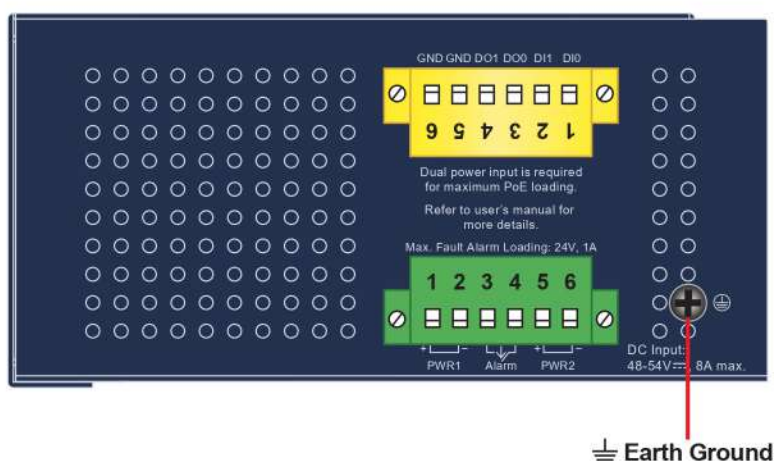 GND GND DO1 DO0 DI1 DI0
6 5 4 3 2 1
Dual power input is required
for maximum PoE loading.
Refer to user's manual for
more details.
Max. Fault Alarm Loading: 24V, 1A
1 2 3 4 5 6
+ − + −
PWR1 Alarm PWR2
DC Input:
48-54V⎓, 8A max.
Earth Ground